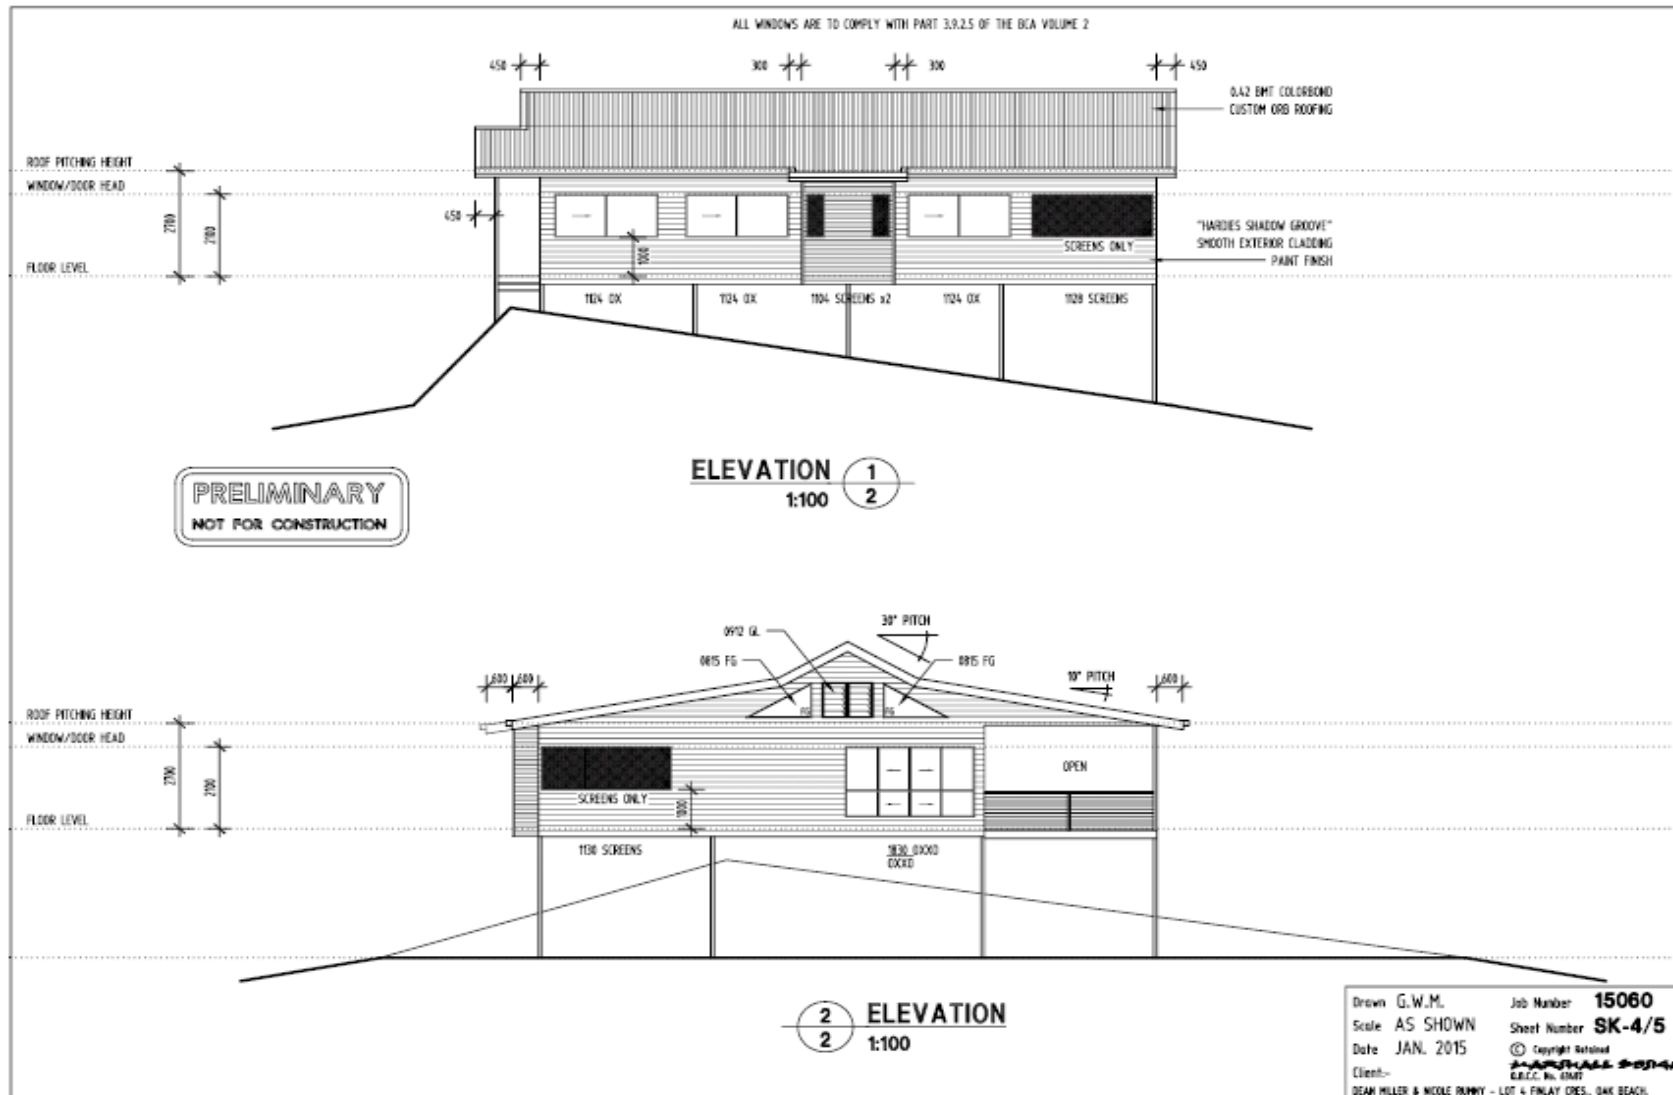 ALL WINDOWS ARE TO COMPLY WITH PART 3.9.2.5 OF THE BCA VOLUME 2
450
300
300
450
0.42 BMT COLORBOND
CUSTOM ORB ROOFING
ROOF PITCHING HEIGHT
WINDOW/DOOR HEAD
2700
2100
450
FLOOR LEVEL
1000
SCREENS ONLY
"HARDIES SHADOW GROOVE"
SMOOTH EXTERIOR CLADDING
PAINT FINISH
1124 OX
1124 OX
1104 SCREENS x2
1124 OX
1128 SCREENS
ELEVATION
1:100
1
2
PRELIMINARY
NOT FOR CONSTRUCTION
30° PITCH
0912 GL
0815 FG
0815 FG
10° PITCH
600
600
600
FG
FG
ROOF PITCHING HEIGHT
WINDOW/DOOR HEAD
2700
2100
FLOOR LEVEL
SCREENS ONLY
1000
OPEN
1130 SCREENS
1830 OXXO
OXXO
2
2
ELEVATION
1:100
Drawn G.W.M.
Job Number 15060
Scale AS SHOWN
Sheet Number SK-4/5
Date JAN. 2015
© Copyright Retained
Client:-
DEAN MILLER & NICOLE - LOT 4 FINLAY CRES., OAK BEACH.